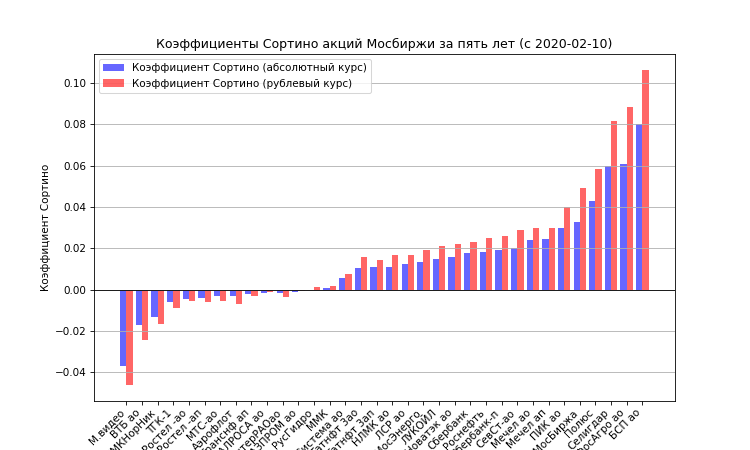 Коэффициенты Сортино акций Мосбиржи за пять лет (с 2020-02-10)
Коэффициент Сортино (абсолютный курс)
Коэффициент Сортино (рублевый курс)
Коэффициент Сортино
0.10
0.08
0.06
0.04
0.02
0.00
−0.02
−0.04
М.видео
ВТБ ао
МКНорНик
ТГК-1
Ростел -ао
Ростел -ап
МТС-ао
Аэрофлот
Трансн­ф ап
АЛРОСА ао
ИнтерРАОао
ГАЗПРОМ ао
РусГидро
ММК
Система ао
Татнфт 3ао
Татнфт 3ап
НЛМК ао
ЛСР ао
МосЭнерго
ЛУКОЙЛ
Новатэк ао
Сбербанк
Роснефть
Сбербанк-п
СевСт-ао
Мечел ао
Мечел ап
ПИК ао
МосБиржа
Полюс
Селигдар
РосАгро ао
БСП ао